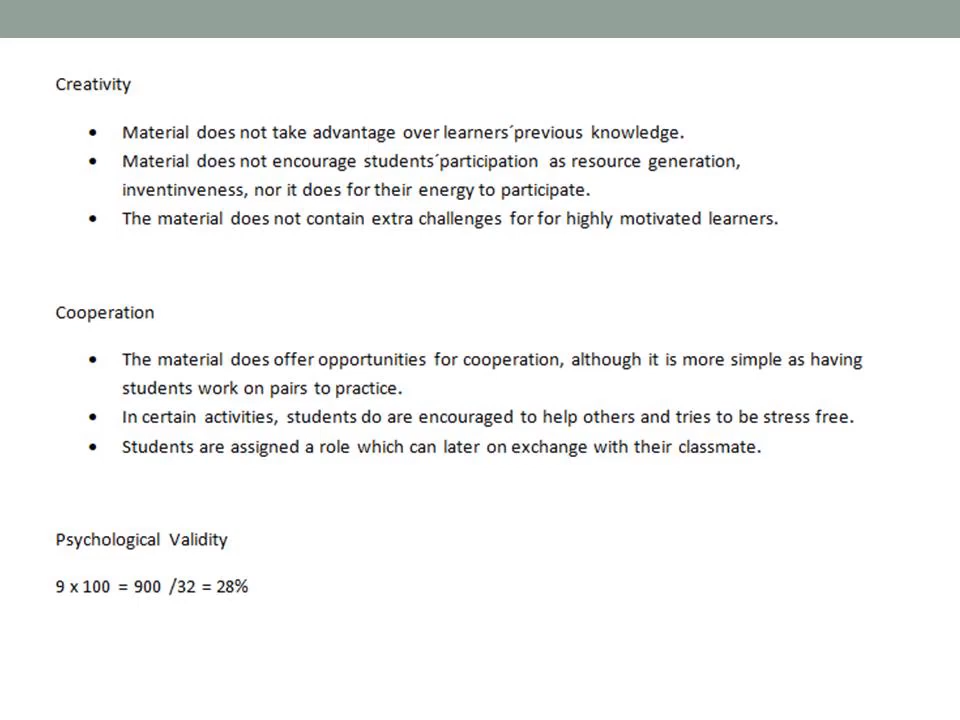 Creativity
• Material does not take advantage over learners´previous knowledge.
• Material does not encourage students´participation as resource generation,
inventinveness, nor it does for their energy to participate.
• The material does not contain extra challenges for for highly motivated learners.
Cooperation
• The material does offer opportunities for cooperation, although it is more simple as having
students work on pairs to practice.
• In certain activities, students do are encouraged to help others and tries to be stress free.
• Students are assigned a role which can later on exchange with their classmate.
Psychological Validity
9 x 100 = 900 /32 = 28%